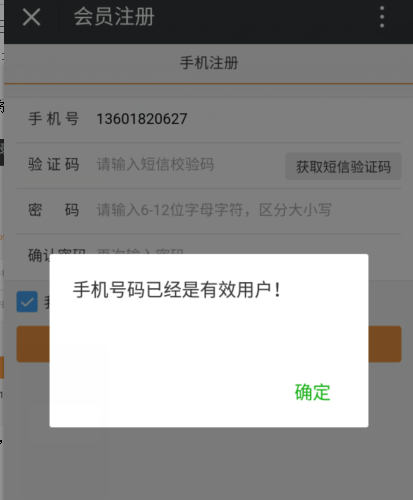 会员注册
手机注册
手 机 号 13601820627
验 证 码 请输入短信校验码 获取短信验证码
密 码 请输入6-12位字母字符，区分大小写
确认密码 再次输入密码
手机号码已经是有效用户！
确定